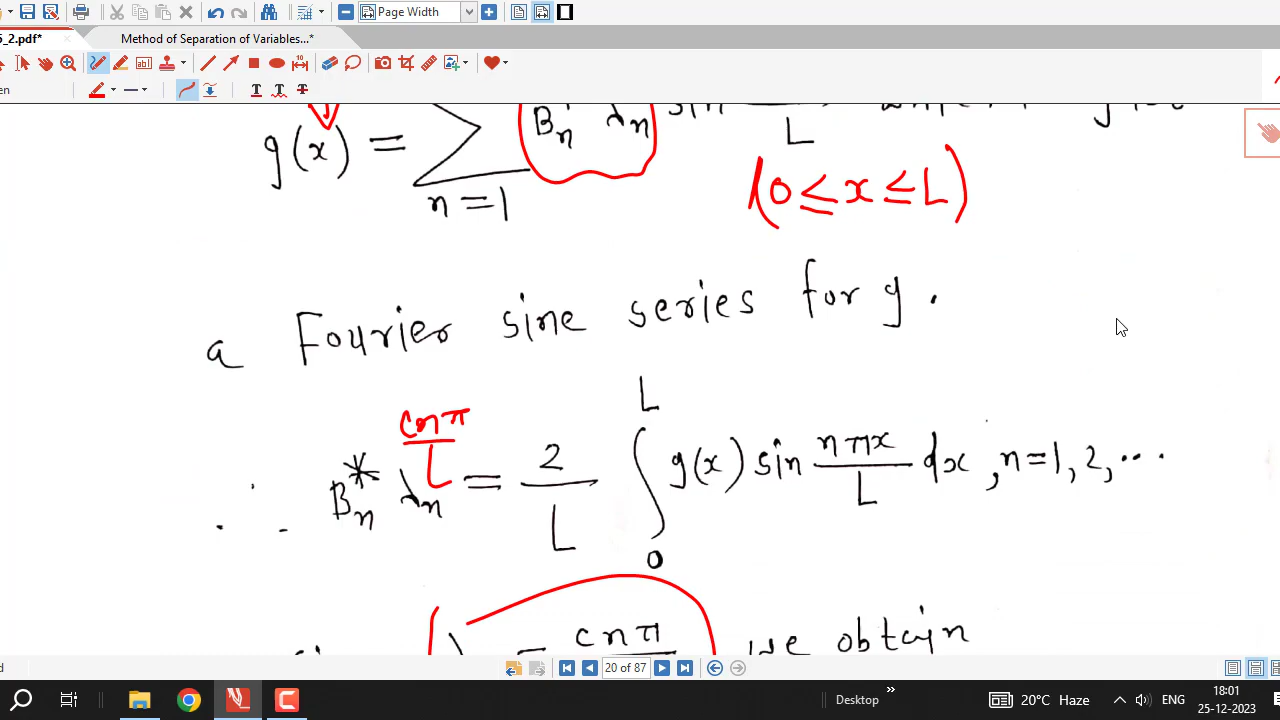 Page Width
5_2.pdf*
Method of Separation of Variables...*
g(x) = ∑ n=1 Bn* λn sin L
(0 ≤ x ≤ L)
a Fourier sine series for g.
cnπ
L
∴ Bn* λn = 2/L ∫₀ᴸ g(x) sin nπx/L dx, n=1, 2, ...
= cnπ we obtain
20 of 87
Desktop
20°C Haze
ENG
18:01
25-12-2023